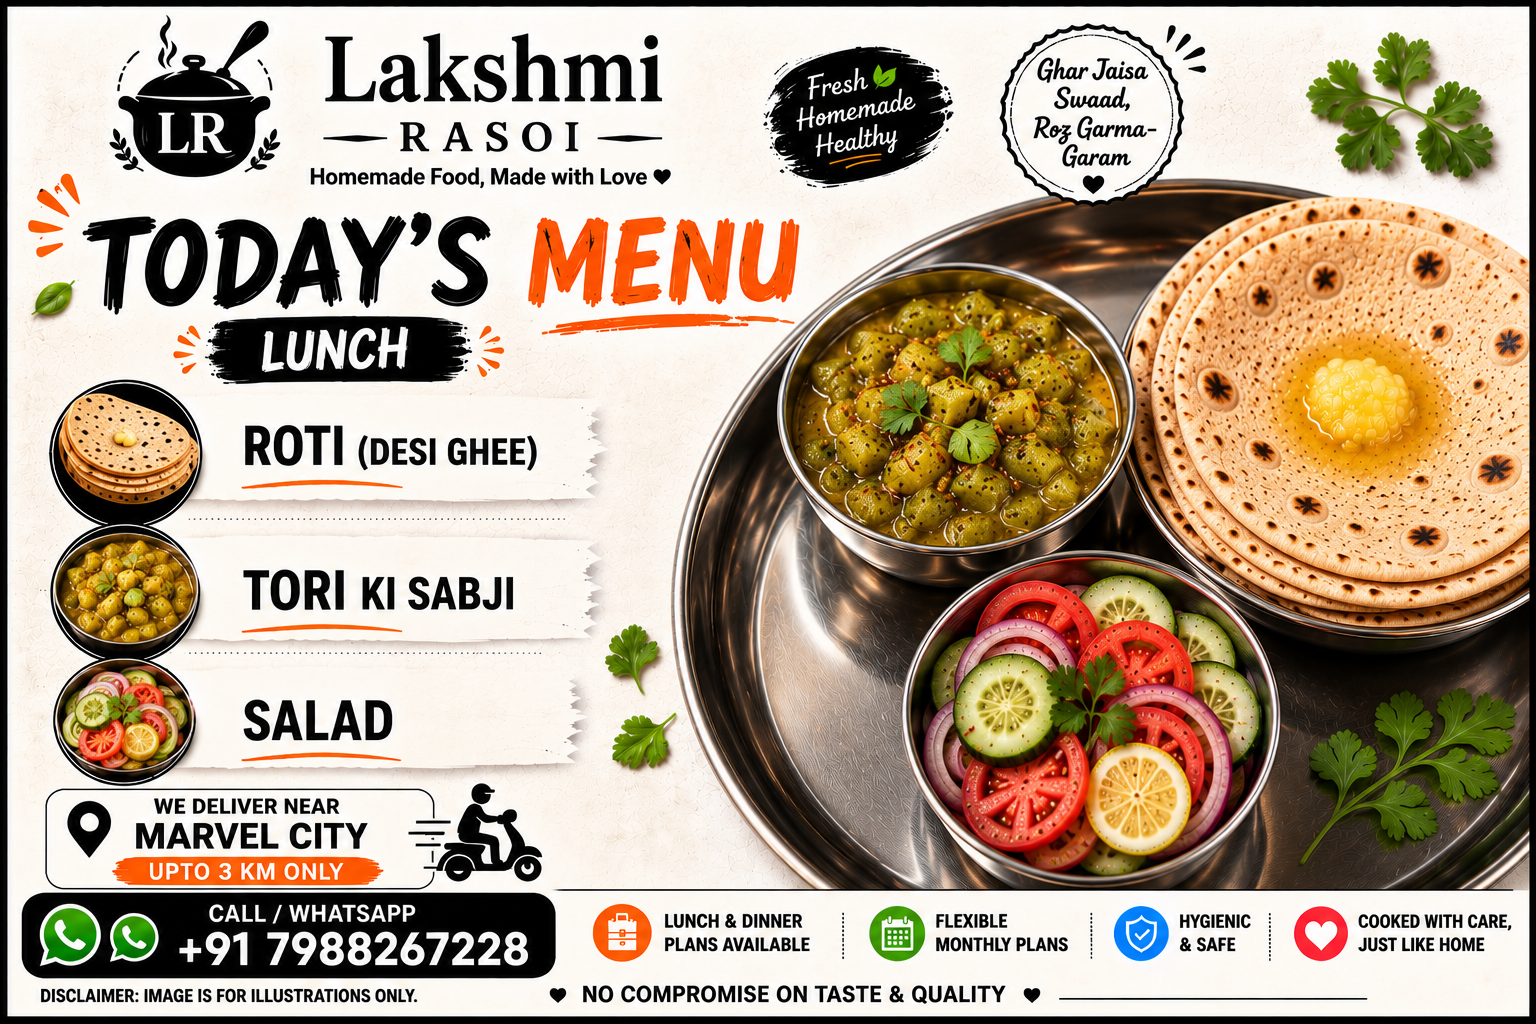 LR
Lakshmi
RASOI
Homemade Food, Made with Love
Fresh
Homemade
Healthy
Ghar Jaisa
Swaad,
Roz Garma-
Garam
TODAY'S MENU
LUNCH
ROTI (DESI GHEE)
TORI KI SABJI
SALAD
WE DELIVER NEAR
MARVEL CITY
UPTO 3 KM ONLY
CALL / WHATSAPP
+91 7988267228
LUNCH & DINNER
PLANS AVAILABLE
FLEXIBLE
MONTHLY PLANS
HYGIENIC
& SAFE
COOKED WITH CARE,
JUST LIKE HOME
DISCLAIMER: IMAGE IS FOR ILLUSTRATIONS ONLY.
NO COMPROMISE ON TASTE & QUALITY